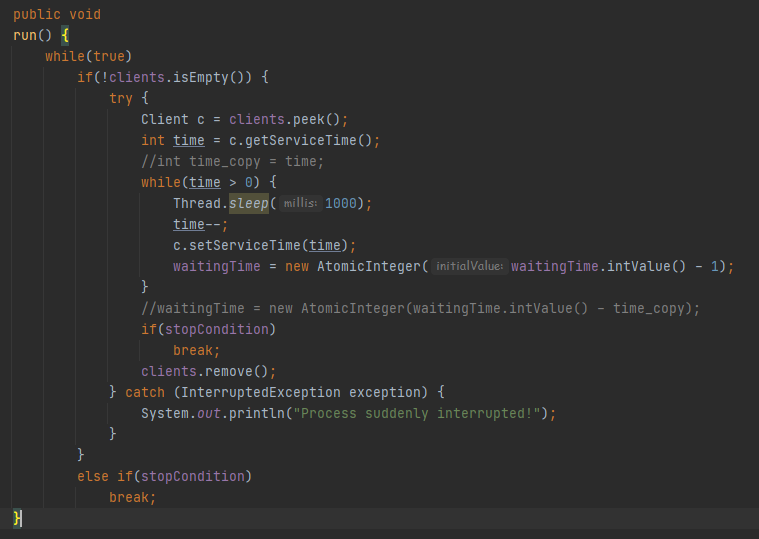 public void
run() {
    while(true)
        if(!clients.isEmpty()) {
            try {
                Client c = clients.peek();
                int time = c.getServiceTime();
                //int time_copy = time;
                while(time > 0) {
                    Thread.sleep( millis: 1000);
                    time--;
                    c.setServiceTime(time);
                    waitingTime = new AtomicInteger( initialValue: waitingTime.intValue() - 1);
                }
                //waitingTime = new AtomicInteger(waitingTime.intValue() - time_copy);
                if(stopCondition)
                    break;
                clients.remove();
            } catch (InterruptedException exception) {
                System.out.println("Process suddenly interrupted!");
            }
        }
        else if(stopCondition)
            break;
}